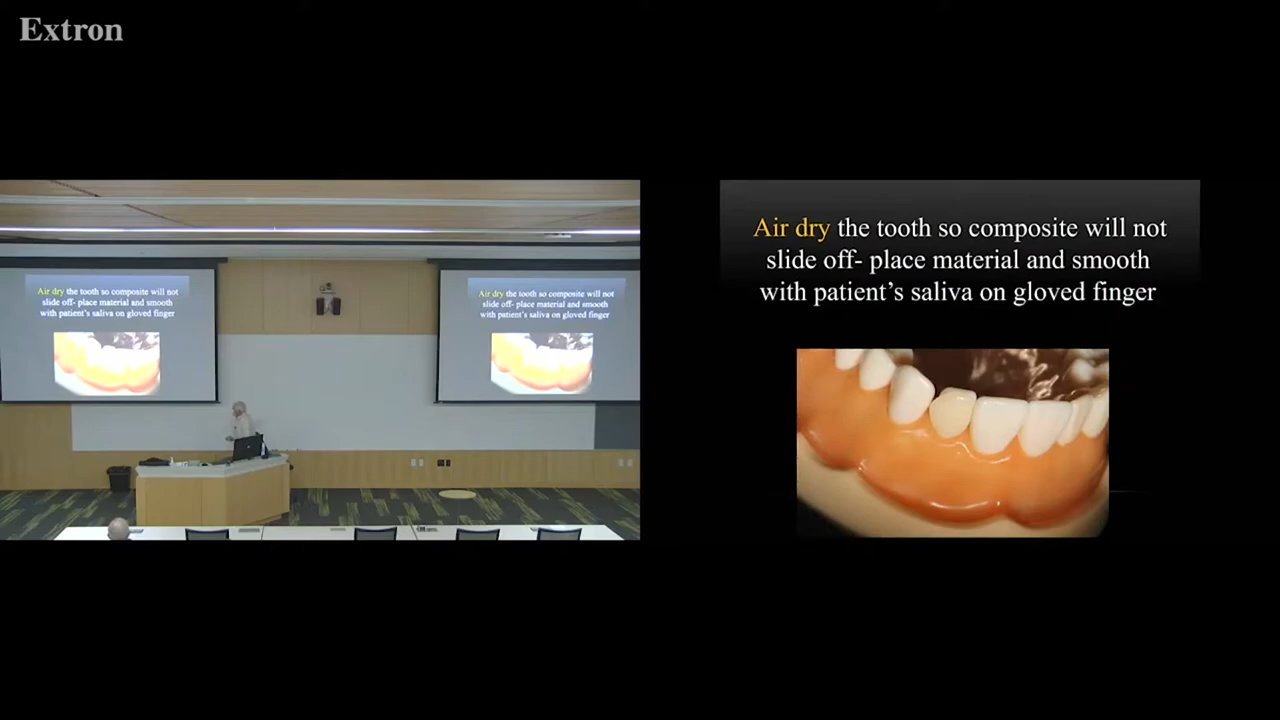 Extron
Air dry the tooth so composite will not
slide off- place material and smooth
with patient's saliva on gloved finger
Air dry the tooth so composite will not
slide off- place material and smooth
with patient's saliva on gloved finger
Air dry the tooth so composite will not
slide off- place material and smooth
with patient’s saliva on gloved finger